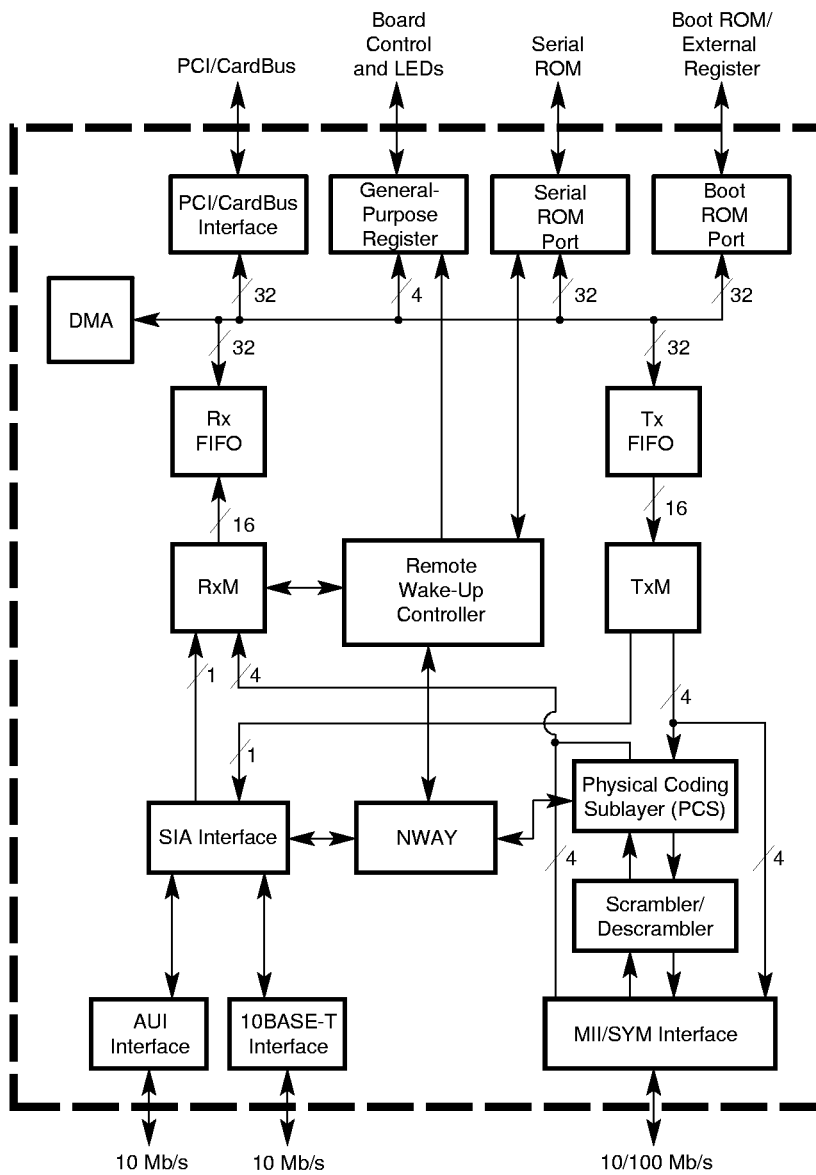 PCI/CardBus
Board
Control
and LEDs
Serial
ROM
Boot ROM/
External
Register
PCI/CardBus
Interface
General-
Purpose
Register
Serial
ROM
Port
Boot
ROM
Port
32
4
32
32
DMA
32
32
Rx
FIFO
Tx
FIFO
16
16
RxM
Remote
Wake-Up
Controller
TxM
1
4
4
1
Physical Coding
Sublayer (PCS)
SIA Interface
NWAY
4
4
Scrambler/
Descrambler
AUI
Interface
10BASE-T
Interface
MII/SYM Interface
10 Mb/s
10 Mb/s
10/100 Mb/s